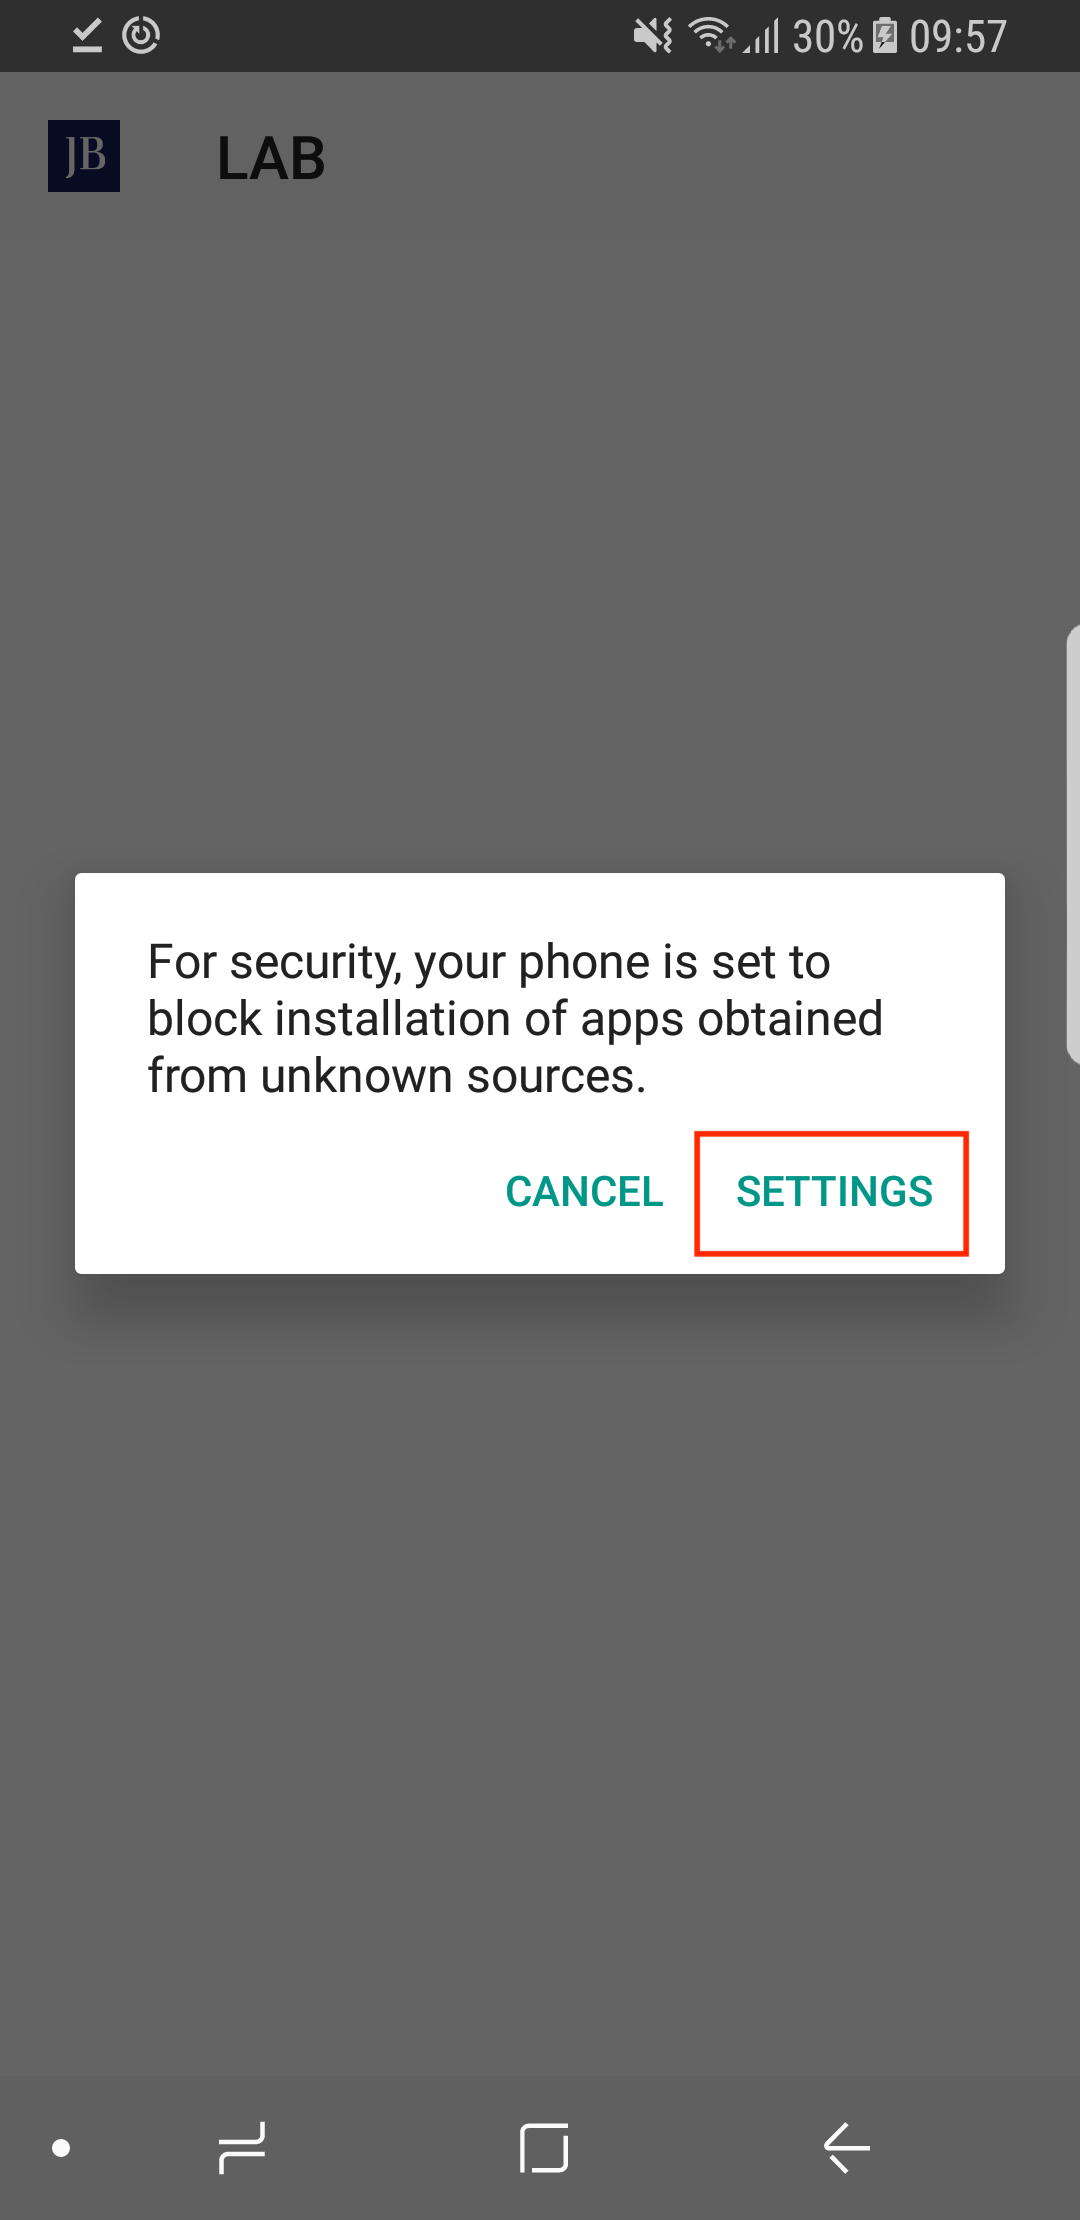 30% 09:57
JB LAB
For security, your phone is set to
block installation of apps obtained
from unknown sources.
CANCEL SETTINGS